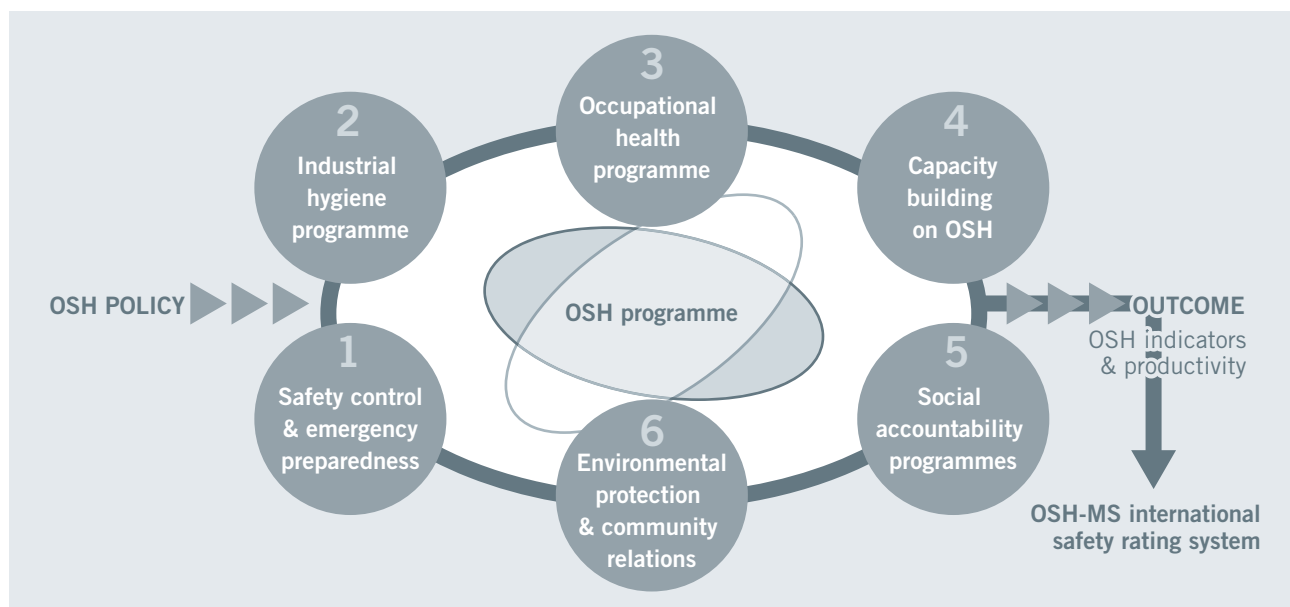 OSH POLICY
1
Safety control
& emergency
preparedness
2
Industrial
hygiene
programme
3
Occupational
health
programme
4
Capacity
building
on OSH
5
Social
accountability
programmes
6
Environmental
protection
& community
relations
OSH programme
OUTCOME
OSH indicators
& productivity
OSH-MS international
safety rating system